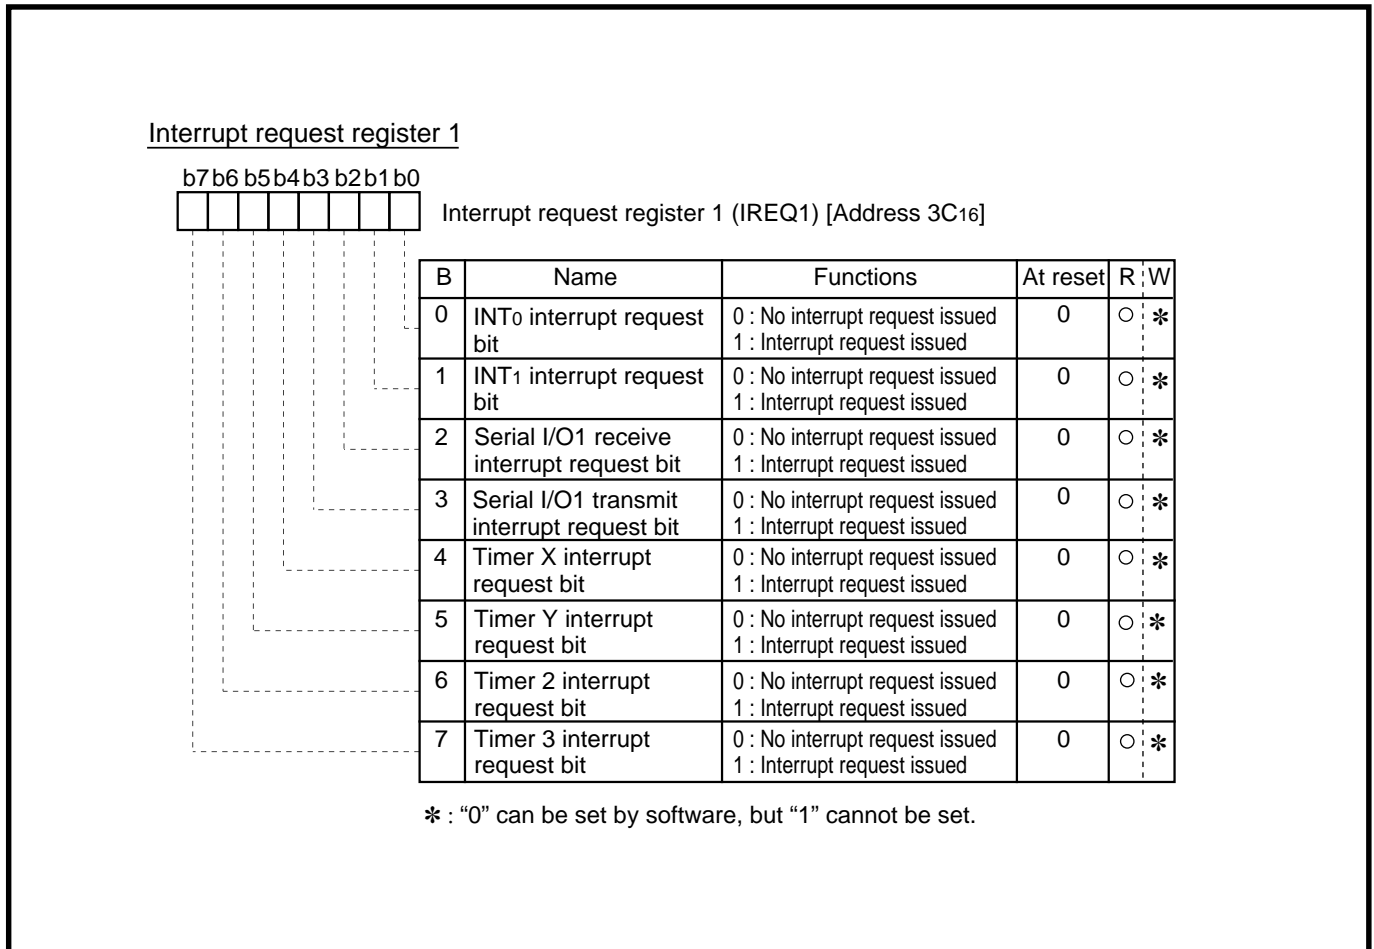 Interrupt request register 1
b7b6 b5b4b3 b2b1b0
Interrupt request register 1 (IREQ1) [Address 3C16]
B Name Functions At reset R W
0 INT0 interrupt request bit 0 : No interrupt request issued 1 : Interrupt request issued 0 ○ ✻
1 INT1 interrupt request bit 0 : No interrupt request issued 1 : Interrupt request issued 0 ○ ✻
2 Serial I/O1 receive interrupt request bit 0 : No interrupt request issued 1 : Interrupt request issued 0 ○ ✻
3 Serial I/O1 transmit interrupt request bit 0 : No interrupt request issued 1 : Interrupt request issued 0 ○ ✻
4 Timer X interrupt request bit 0 : No interrupt request issued 1 : Interrupt request issued 0 ○ ✻
5 Timer Y interrupt request bit 0 : No interrupt request issued 1 : Interrupt request issued 0 ○ ✻
6 Timer 2 interrupt request bit 0 : No interrupt request issued 1 : Interrupt request issued 0 ○ ✻
7 Timer 3 interrupt request bit 0 : No interrupt request issued 1 : Interrupt request issued 0 ○ ✻
✻ : “0” can be set by software, but “1” cannot be set.